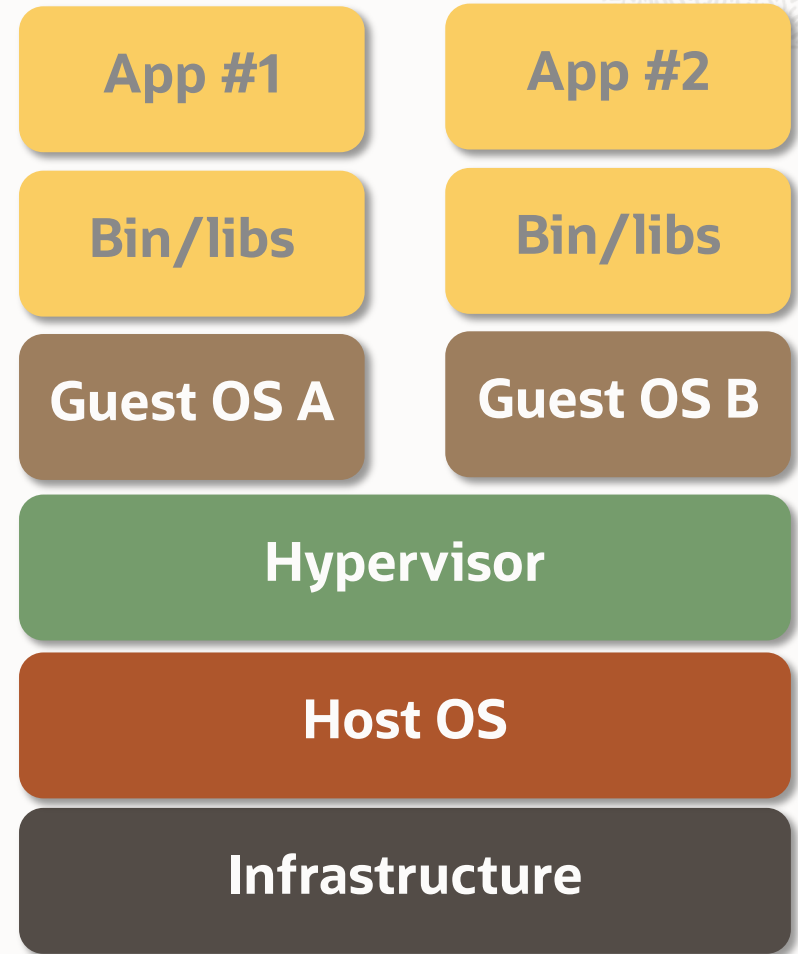 App #1
App #2
Bin/libs
Bin/libs
Guest OS A
Guest OS B
Hypervisor
Host OS
Infrastructure